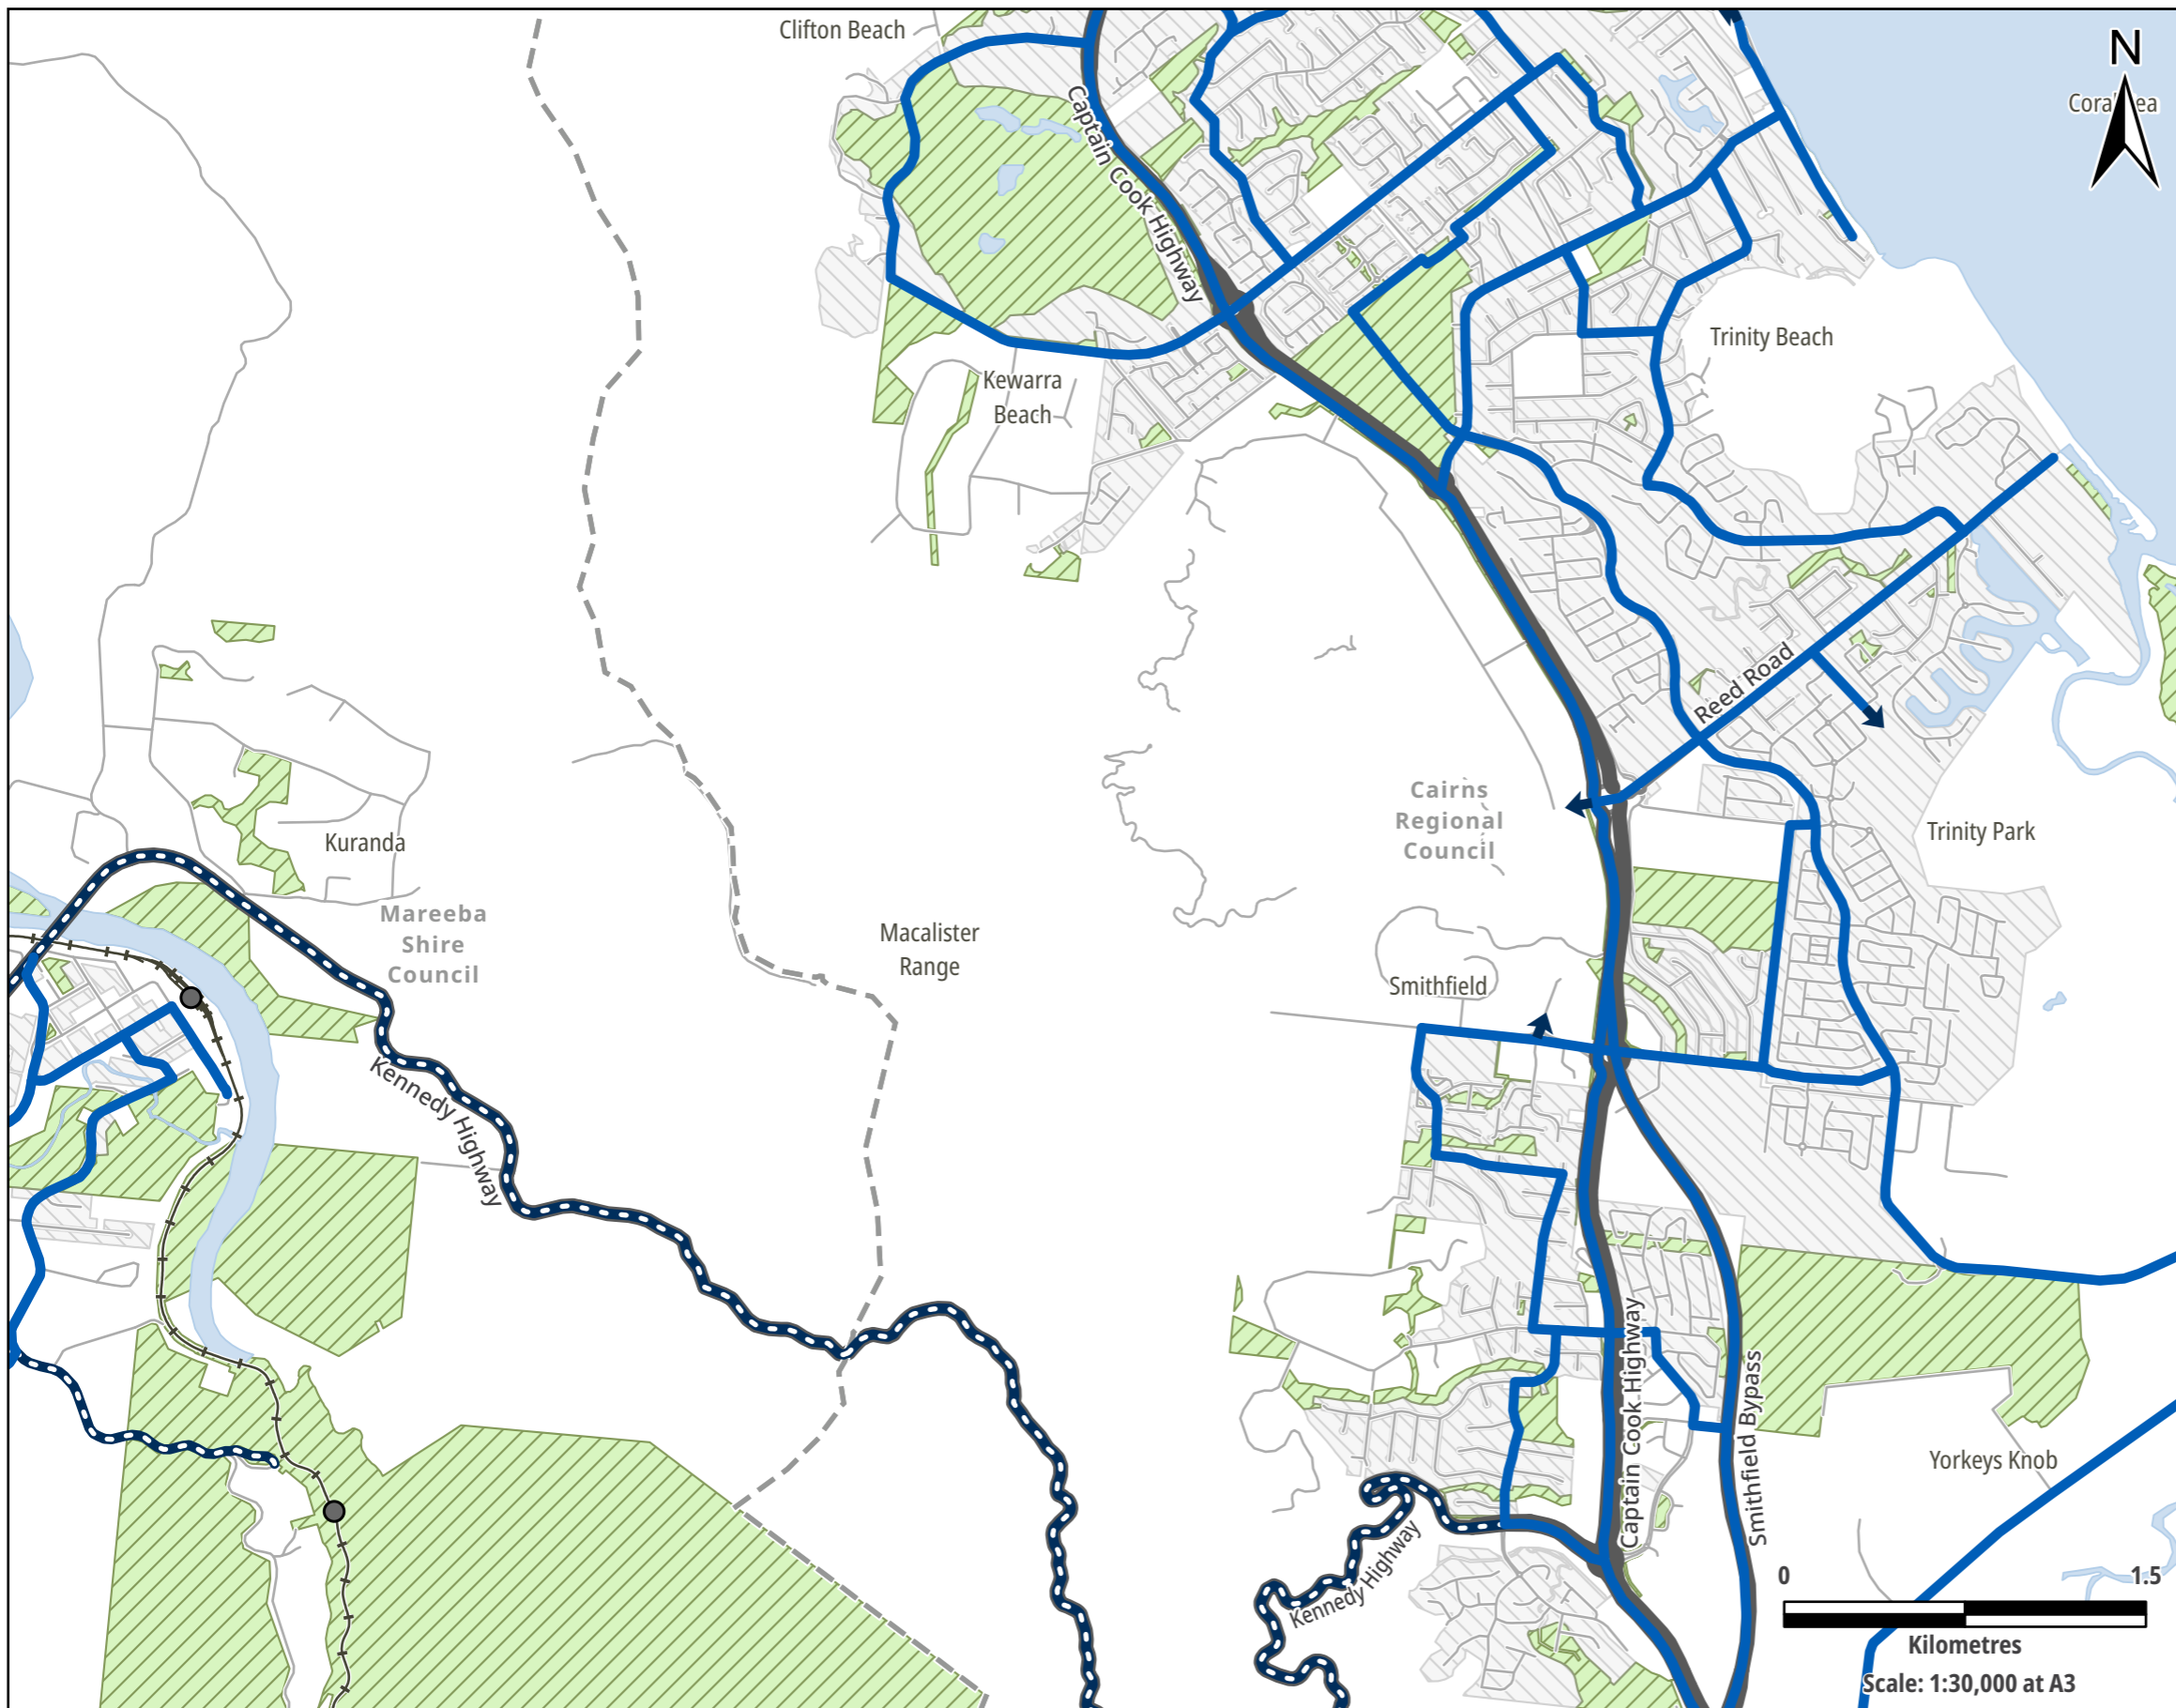 Clifton Beach
N
Captain Cook Highway
Trinity Beach
Kewarra
Beach
Reed Road
Cairns
Regional
Council
Trinity Park
Kuranda
Mareeba
Shire
Council
Macalister
Range
Smithfield
Kennedy Highway
Captain Cook Highway
Smithfield Bypass
Yorkeys Knob
Kennedy Highway
0 1.5
Kilometres
Scale: 1:30,000 at A3